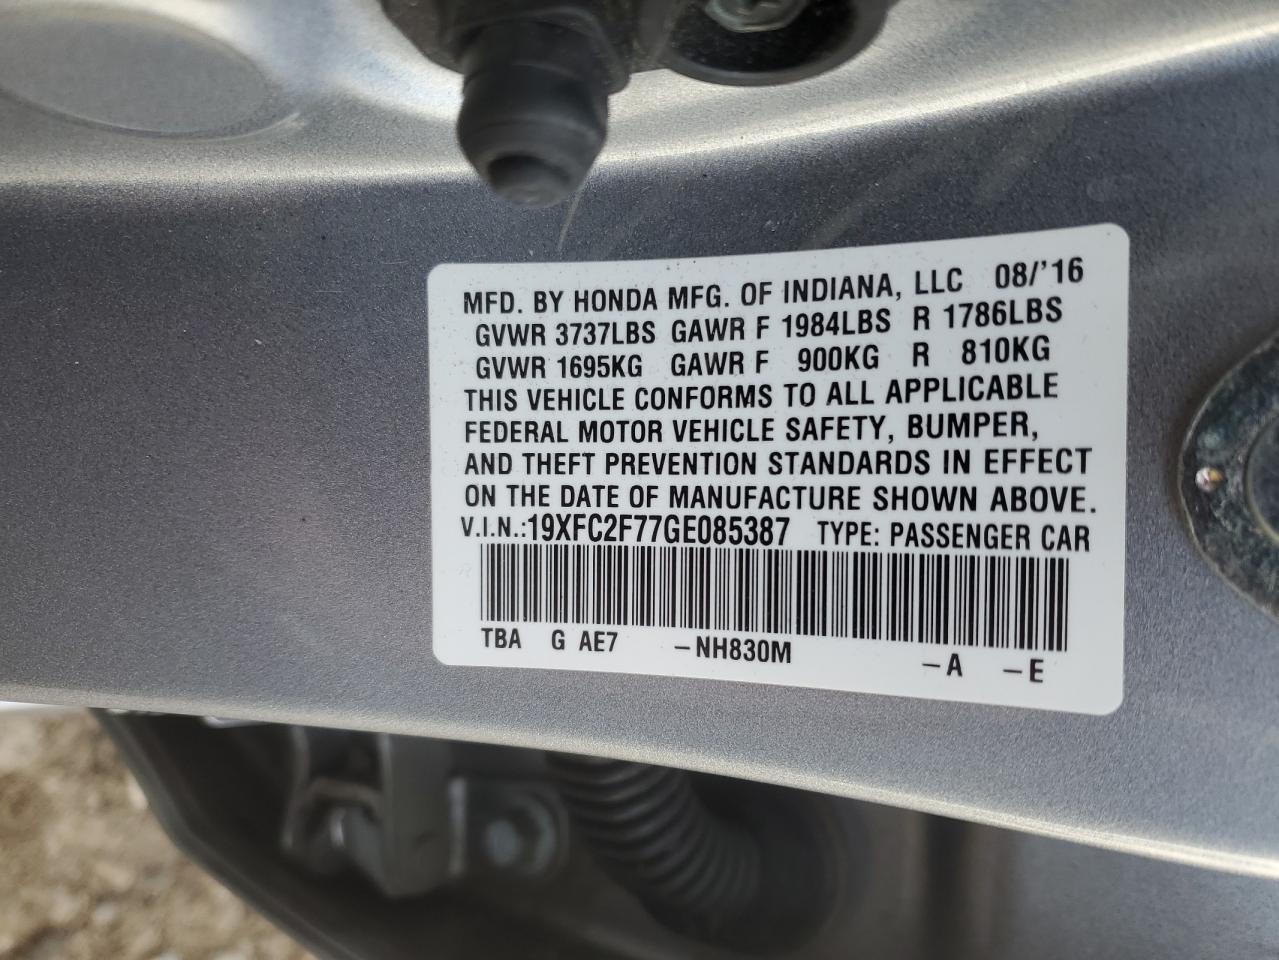 MFD. BY HONDA MFG. OF INDIANA, LLC 08/'16
GVWR 3737LBS GAWR F 1984LBS R 1786LBS
GVWR 1695KG GAWR F 900KG R 810KG
THIS VEHICLE CONFORMS TO ALL APPLICABLE
FEDERAL MOTOR VEHICLE SAFETY, BUMPER,
AND THEFT PREVENTION STANDARDS IN EFFECT
ON THE DATE OF MANUFACTURE SHOWN ABOVE.
V.I.N.:19XFC2F77GE085387 TYPE: PASSENGER CAR
TBA G AE7 -NH830M -A -E